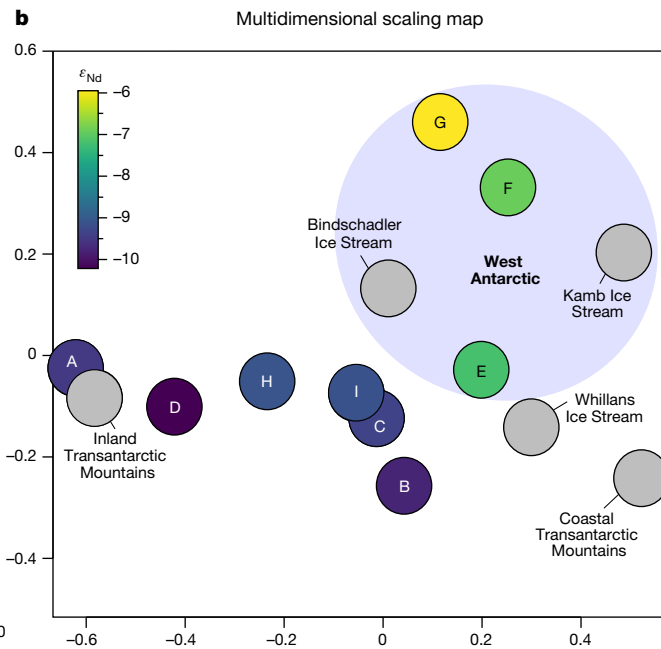 b
Multidimensional scaling map
0.6
0.4
0.2
0
−0.2
−0.4
εNd
−6
−7
−8
−9
−10
G
F
Bindschadler
Ice Stream
West
Antarctic
Kamb Ice
Stream
A
D
H
I
C
E
B
Whillans
Ice Stream
Inland
Transantarctic
Mountains
Coastal
Transantarctic
Mountains
0
−0.6
−0.4
−0.2
0
0.2
0.4